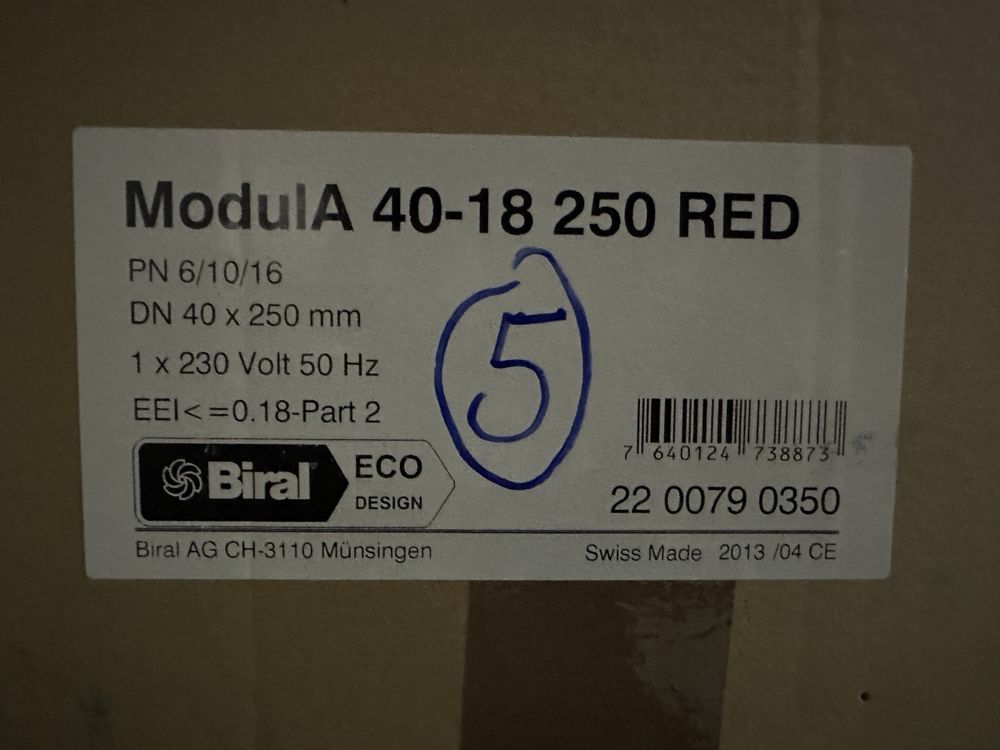 ModulA 40-18 250 RED
PN 6/10/16
DN 40 x 250 mm
1 x 230 Volt 50 Hz
EEI<=0.18-Part 2
5
Biral
ECO
DESIGN
7 640124 738873
22 0079 0350
Biral AG CH-3110 Münsingen
Swiss Made 2013 /04 CE